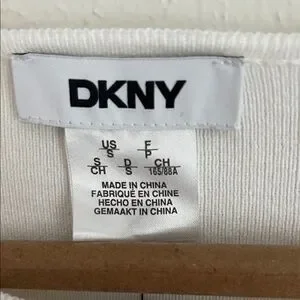 DKNY
US F
S P
S D CH
CH S 165/88A
MADE IN CHINA
FABRIQUÉ EN CHINE
HECHO EN CHINA
GEMAAKT IN CHINA